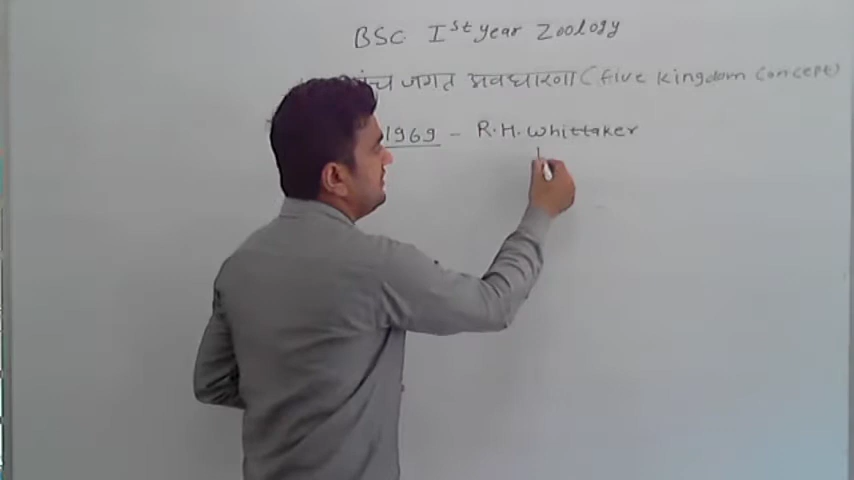 BSC Ist year Zoology
जगत अवधारणा (five kingdom concept)
1969 - R.H. Whittaker